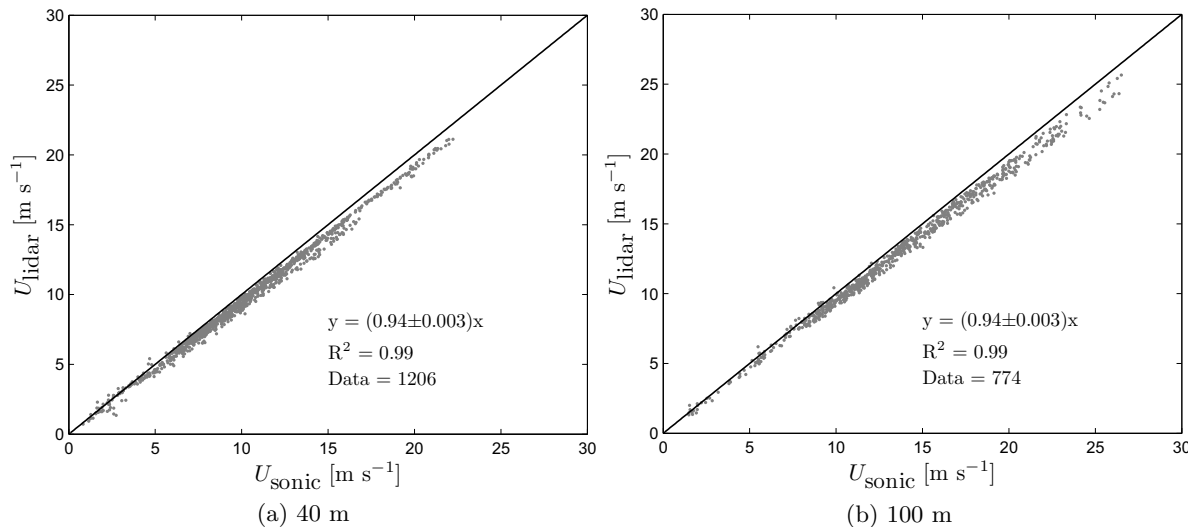 30
25
20
15
10
5
0
U_lidar [m s⁻¹]
y = (0.94±0.003)x
R² = 0.99
Data = 1206
0 5 10 15 20 25 30
U_sonic [m s⁻¹]
(a) 40 m
30
25
20
15
10
5
0
U_lidar [m s⁻¹]
y = (0.94±0.003)x
R² = 0.99
Data = 774
0 5 10 15 20 25 30
U_sonic [m s⁻¹]
(b) 100 m